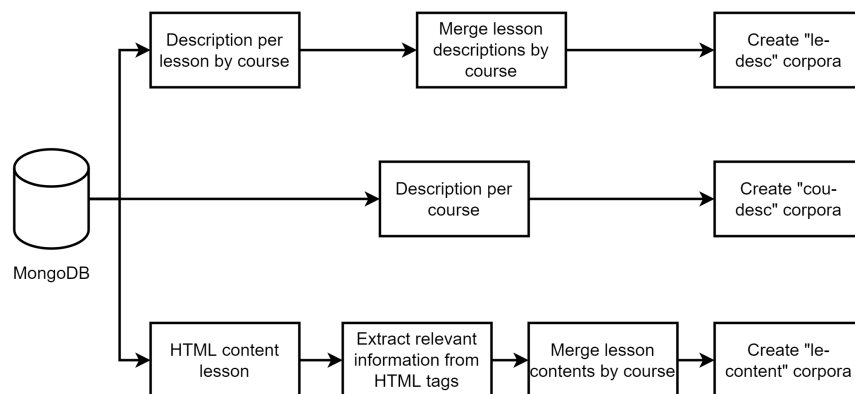 Description per
lesson by course
Merge lesson
descriptions by
course
Create "le-
desc" corpora
MongoDB
Description per
course
Create "cou-
desc" corpora
HTML content
lesson
Extract relevant
information from
HTML tags
Merge lesson
contents by course
Create "le-
content" corpora